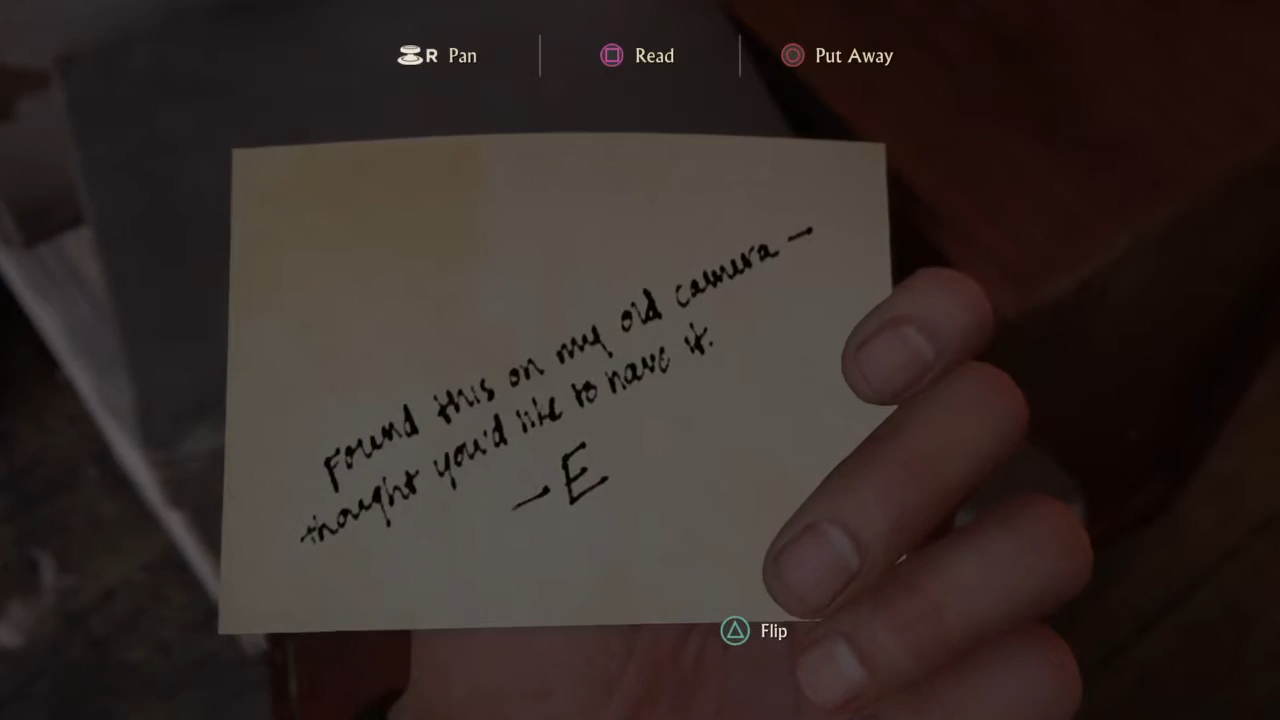 R Pan
Read
Put Away
Found this on my old camera —
thought you'd like to have it.
—E
Flip